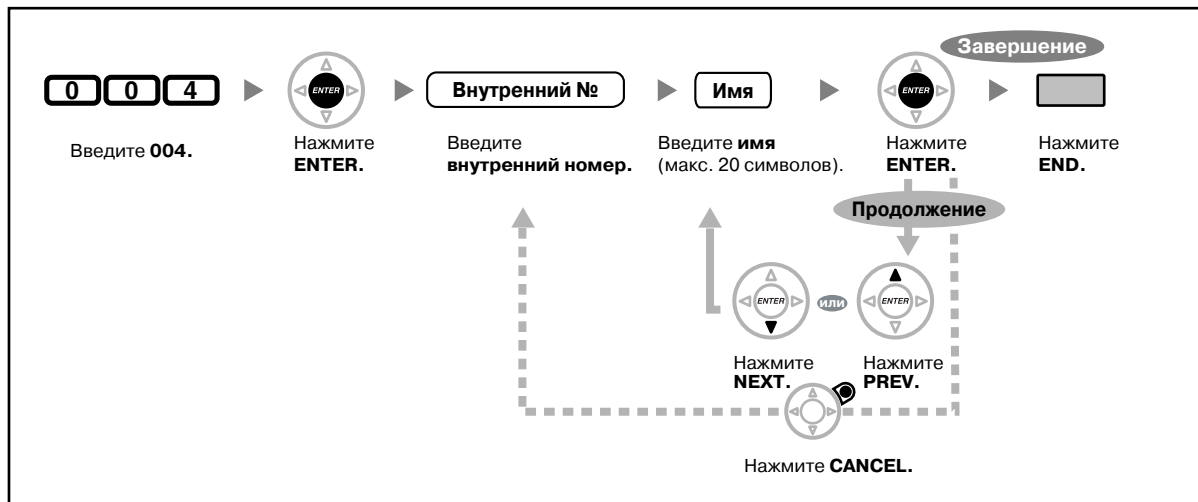 Завершение
0 0 4
ENTER
Внутренний №
Имя
ENTER
Введите 004.
Нажмите
ENTER.
Введите
внутренний номер.
Введите имя
(макс. 20 символов).
Нажмите
ENTER.
Нажмите
END.
Продолжение
ENTER
или
ENTER
Нажмите
NEXT.
Нажмите
PREV.
Нажмите CANCEL.